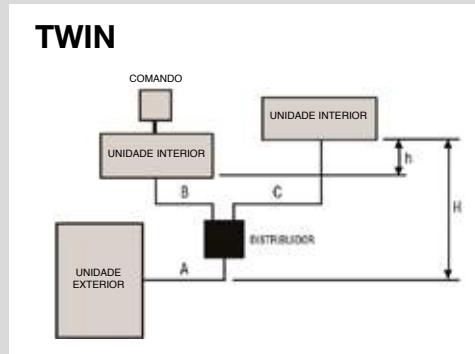 TWIN
COMANDO
UNIDADE INTERIOR
UNIDADE INTERIOR
h
B
C
H
DISTRIBUIDOR
A
UNIDADE
EXTERIOR